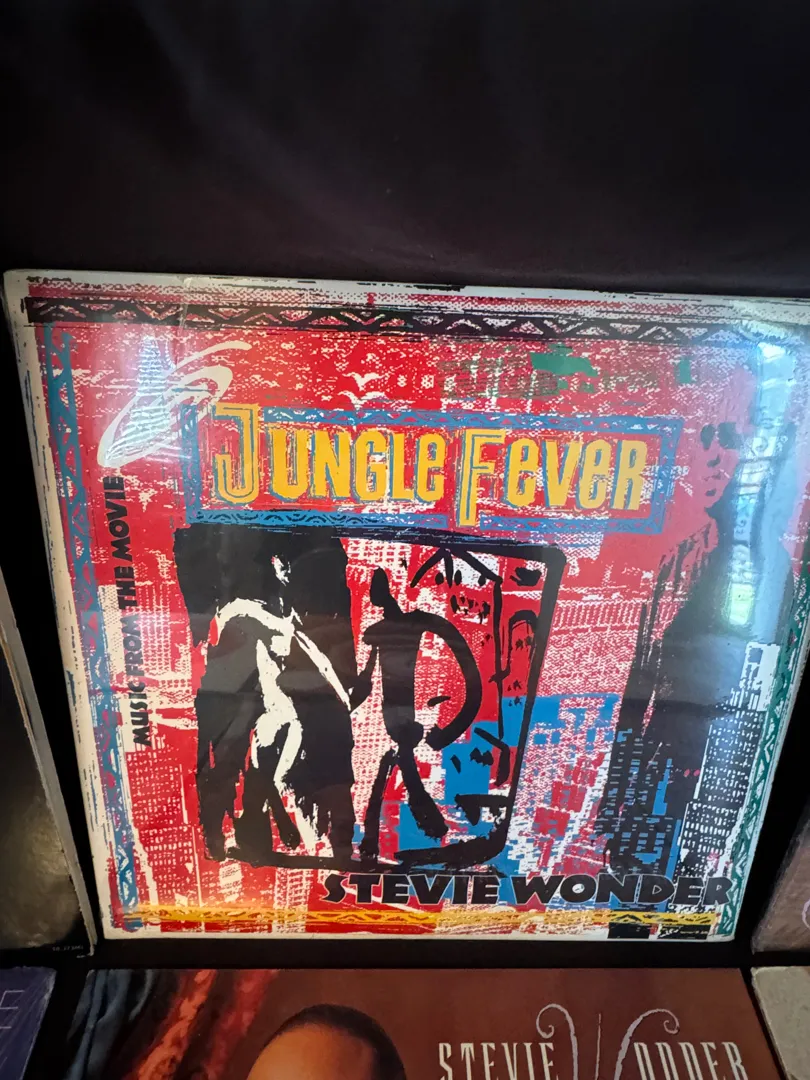 JUNGLE FEVER
MUSIC FROM THE MOVIE
STEVIE WONDER
STEVIE WONDER